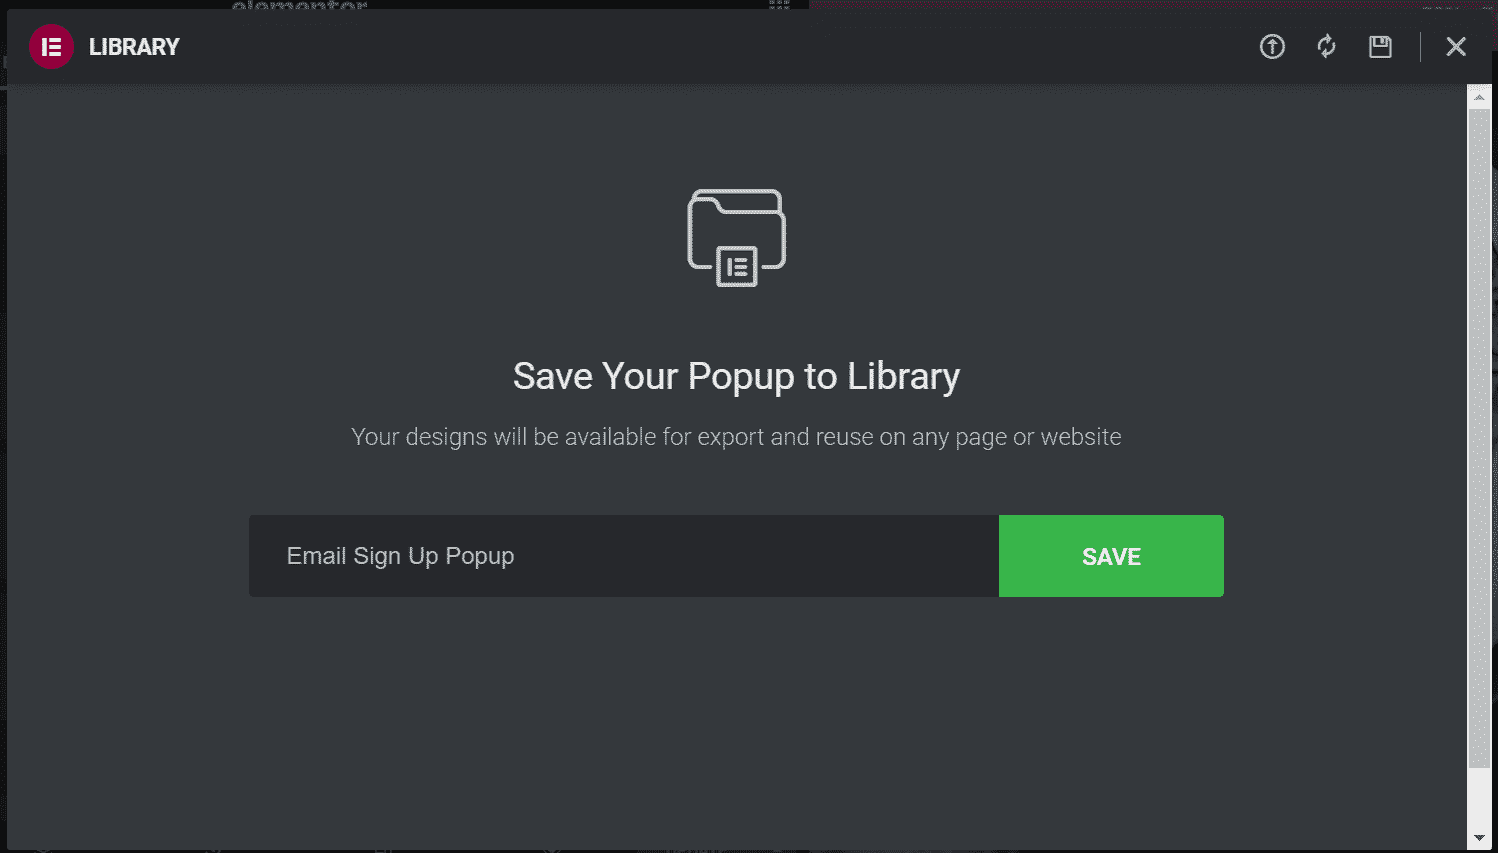 elementor
LIBRARY
Save Your Popup to Library
Your designs will be available for export and reuse on any page or website
Email Sign Up Popup
SAVE